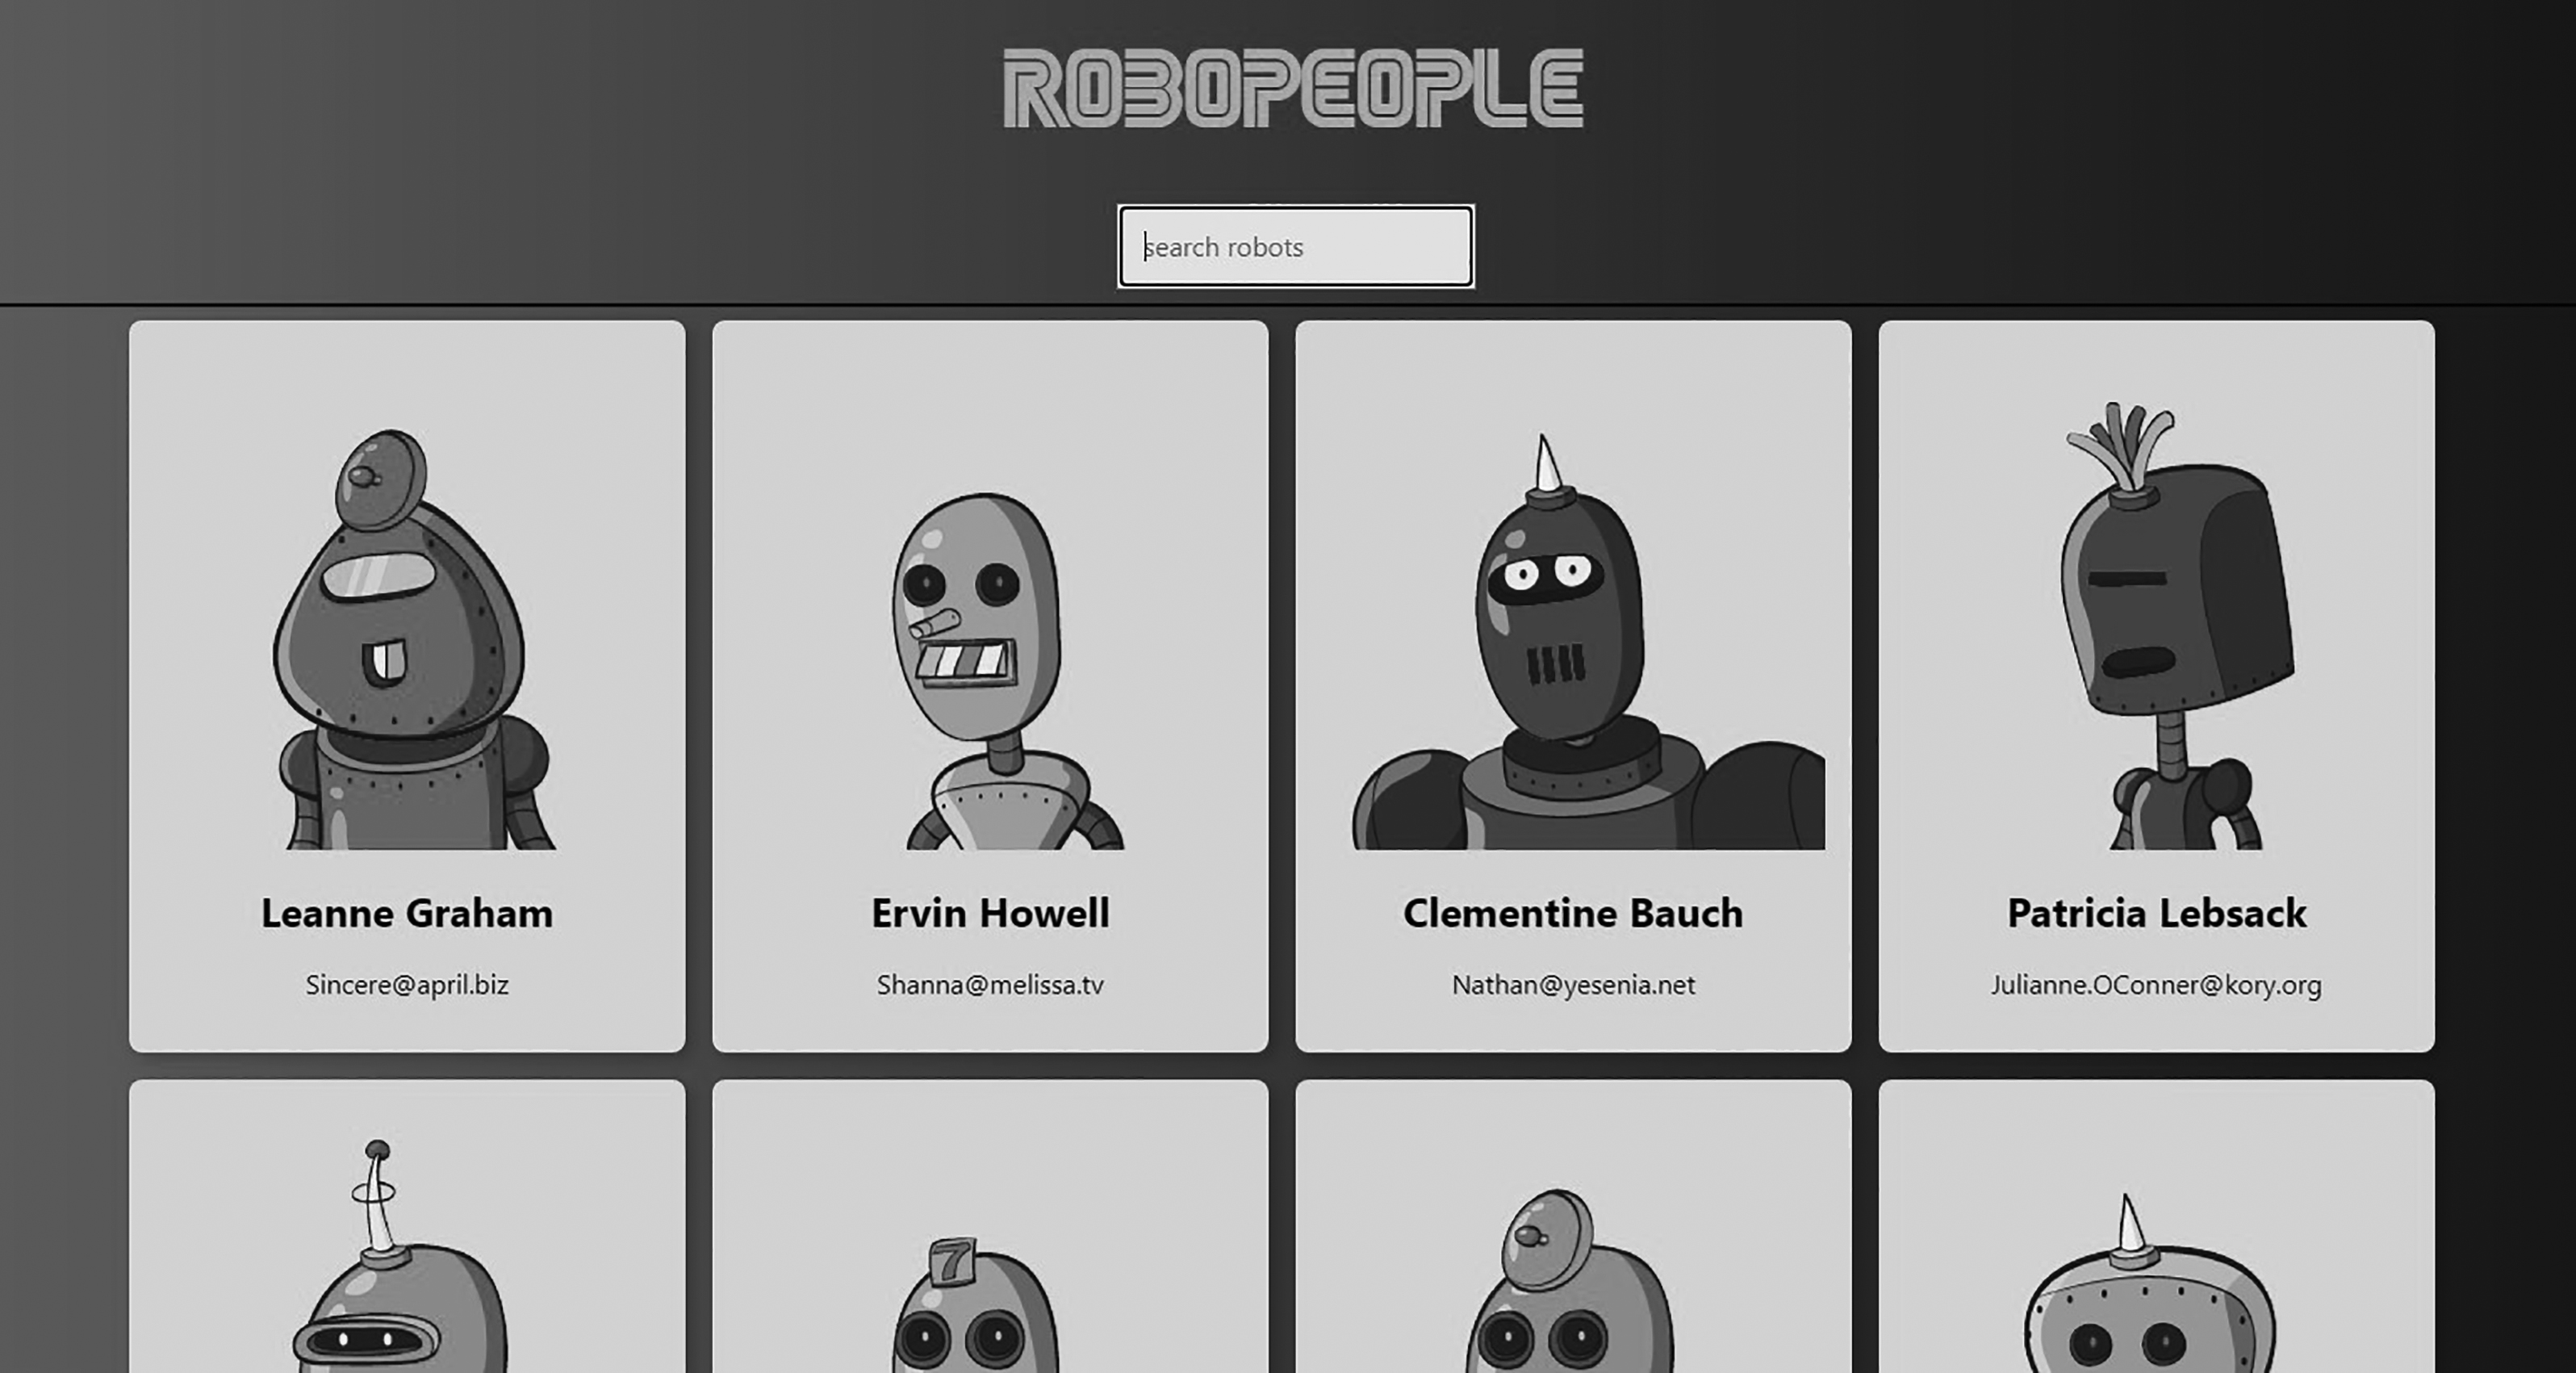 ROBOPEOPLE
search robots
Leanne Graham
Sincere@april.biz
Ervin Howell
Shanna@melissa.tv
Clementine Bauch
Nathan@yesenia.net
Patricia Lebsack
Julianne.OConner@kory.org
7